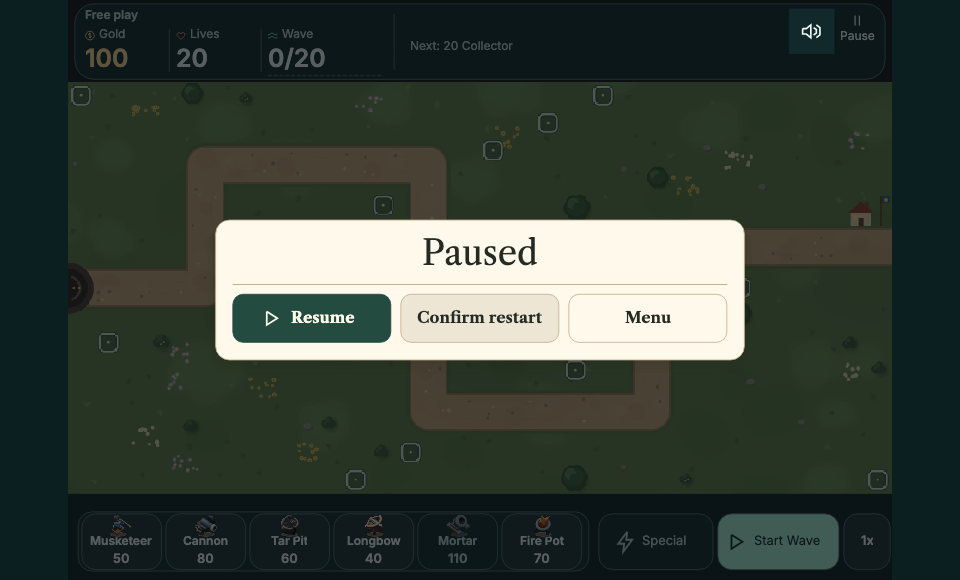 Free play
Gold
100
Lives
20
Wave
0/20
Next: 20 Collector
Pause
Paused
Resume
Confirm restart
Menu
Musketeer
50
Cannon
80
Tar Pit
60
Longbow
40
Mortar
110
Fire Pot
70
Special
Start Wave
1x